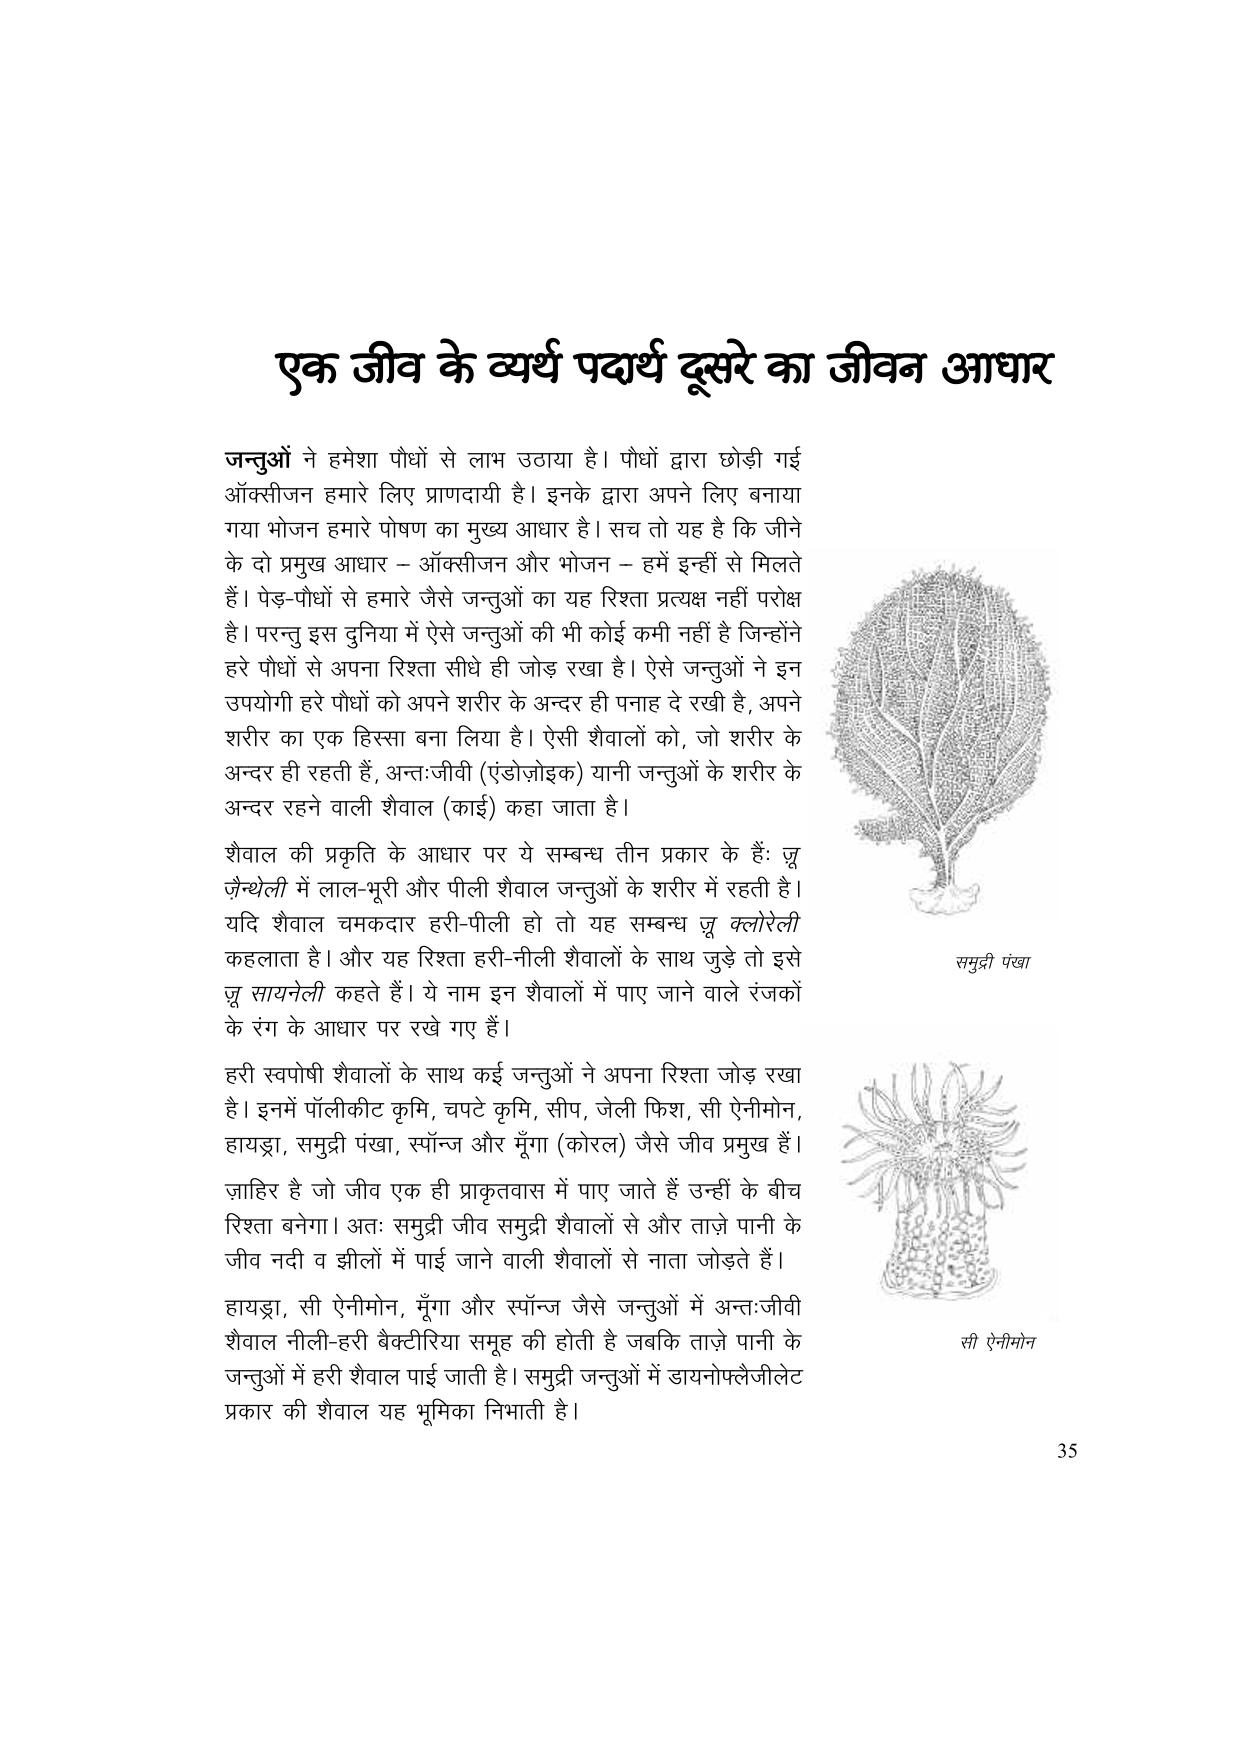 एक जीव के व्यर्थ पदार्थ दूसरे का जीवन आधार
जन्तुओं ने हमेशा पौधों से लाभ उठाया है। पौधों द्वारा छोड़ी गई
ऑक्सीजन हमारे लिए प्राणदायी है। इनके द्वारा अपने लिए बनाया
गया भोजन हमारे पोषण का मुख्य आधार है। सच तो यह है कि जीने
के दो प्रमुख आधार – ऑक्सीजन और भोजन – हमें इन्हीं से मिलते
हैं। पेड़-पौधों से हमारे जैसे जन्तुओं का यह रिश्ता प्रत्यक्ष नहीं परोक्ष
है। परन्तु इस दुनिया में ऐसे जन्तुओं की भी कोई कमी नहीं है जिन्होंने
हरे पौधों से अपना रिश्ता सीधे ही जोड़ रखा है। ऐसे जन्तुओं ने इन
उपयोगी हरे पौधों को अपने शरीर के अन्दर ही पनाह दे रखी है, अपने
शरीर का एक हिस्सा बना लिया है। ऐसी शैवालों को, जो शरीर के
अन्दर ही रहती हैं, अन्तःजीवी (एंडोज़ोइक) यानी जन्तुओं के शरीर के
अन्दर रहने वाली शैवाल (काई) कहा जाता है।
शैवाल की प्रकृति के आधार पर ये सम्बन्ध तीन प्रकार के हैंः ज़ू
ज़ैन्थेली में लाल-भूरी और पीली शैवाल जन्तुओं के शरीर में रहती है।
यदि शैवाल चमकदार हरी-पीली हो तो यह सम्बन्ध ज़ू क्लोरेली
कहलाता है। और यह रिश्ता हरी-नीली शैवालों के साथ जुड़े तो इसे
ज़ू सायनेली कहते हैं। ये नाम इन शैवालों में पाए जाने वाले रंजकों
के रंग के आधार पर रखे गए हैं।
हरी स्वपोषी शैवालों के साथ कई जन्तुओं ने अपना रिश्ता जोड़ रखा
है। इनमें पॉलीकीट कृमि, चपटे कृमि, सीप, जेली फिश, सी ऐनीमोन,
हायड्रा, समुद्री पंखा, स्पॉन्ज और मूँगा (कोरल) जैसे जीव प्रमुख हैं।
ज़ाहिर है जो जीव एक ही प्राकृतवास में पाए जाते हैं उन्हीं के बीच
रिश्ता बनेगा। अतः समुद्री जीव समुद्री शैवालों से और ताज़े पानी के
जीव नदी व झीलों में पाई जाने वाली शैवालों से नाता जोड़ते हैं।
हायड्रा, सी ऐनीमोन, मूँगा और स्पॉन्ज जैसे जन्तुओं में अन्तःजीवी
शैवाल नीली-हरी बैक्टीरिया समूह की होती है जबकि ताज़े पानी के
जन्तुओं में हरी शैवाल पाई जाती है। समुद्री जन्तुओं में डायनोफ्लैजीलेट
प्रकार की शैवाल यह भूमिका निभाती है।
समुद्री पंखा
सी ऐनीमोन
35